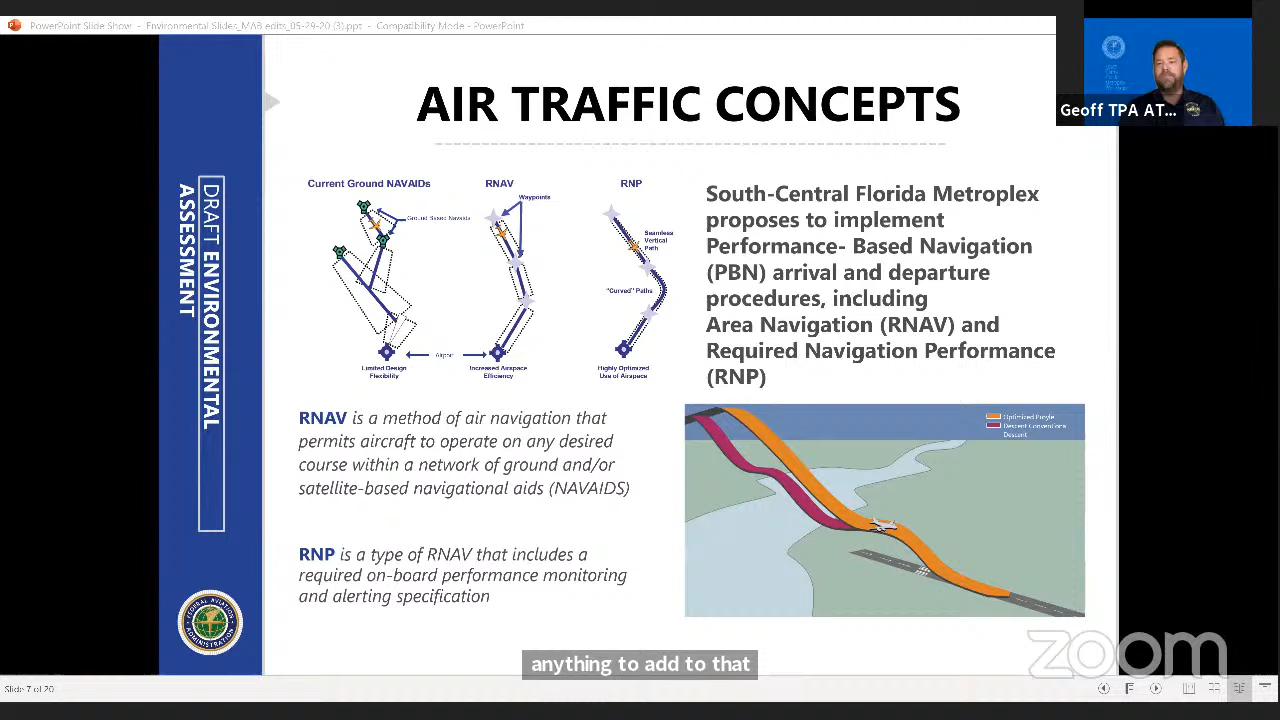 PowerPoint Slide Show - Environmental Slides_MAB edits_05-29-20 (3).ppt - Compatibility Mode - PowerPoint
Geoff TPA AT...
AIR TRAFFIC CONCEPTS
DRAFT ENVIRONMENTAL
ASSESSMENT
Current Ground NAVAIDs
RNAV
RNP
Waypoints
Ground Based Navaids
Seamless
Vertical
Path
"Curved" Paths
Airport
Limited Design
Flexibility
Increased Airspace
Efficiency
Highly Optimized
Use of Airspace
South-Central Florida Metroplex
proposes to implement
Performance- Based Navigation
(PBN) arrival and departure
procedures, including
Area Navigation (RNAV) and
Required Navigation Performance
(RNP)
RNAV is a method of air navigation that
permits aircraft to operate on any desired
course within a network of ground and/or
satellite-based navigational aids (NAVAIDS)
RNP is a type of RNAV that includes a
required on-board performance monitoring
and alerting specification
Optimized Profile
Descent Conventional
Descent
FEDERAL AVIATION
ADMINISTRATION
anything to add to that
zoom
Slide 7 of 20